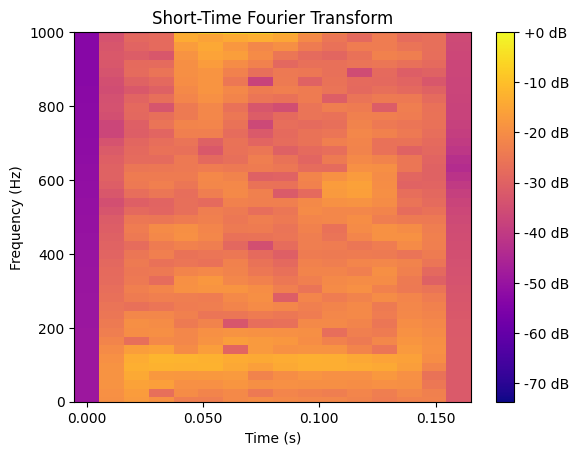 Short-Time Fourier Transform
1000
800
600
400
200
0
Frequency (Hz)
0.000
0.050
0.100
0.150
Time (s)
+0 dB
-10 dB
-20 dB
-30 dB
-40 dB
-50 dB
-60 dB
-70 dB